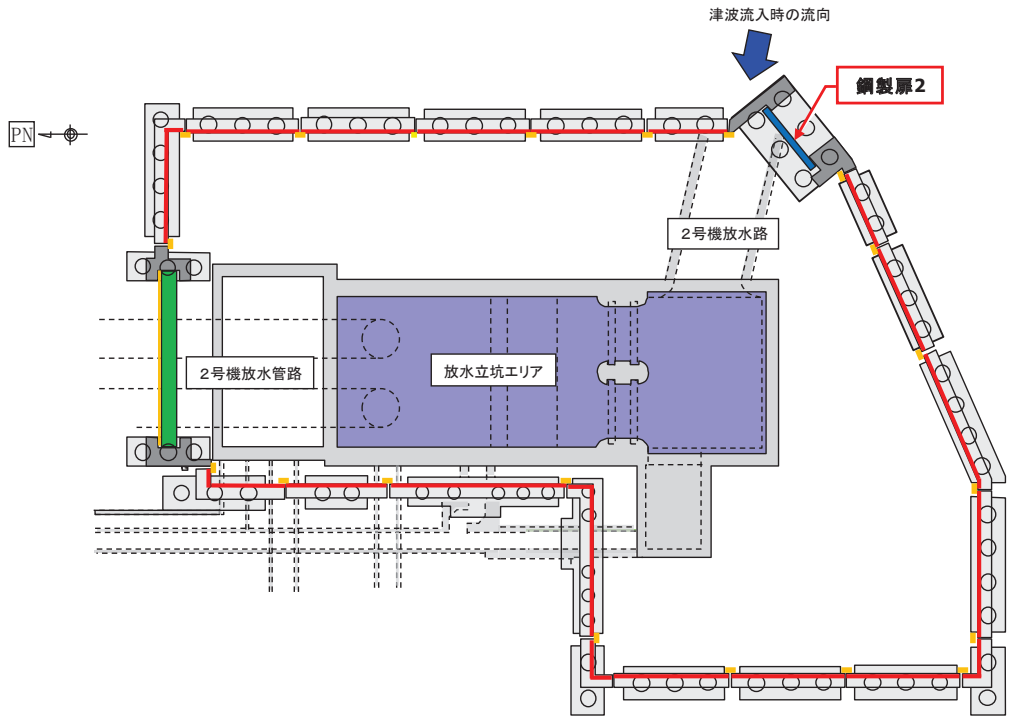 津波流入時の流向
鋼製扉2
PN
2号機放水路
2号機放水管路
放水立坑エリア